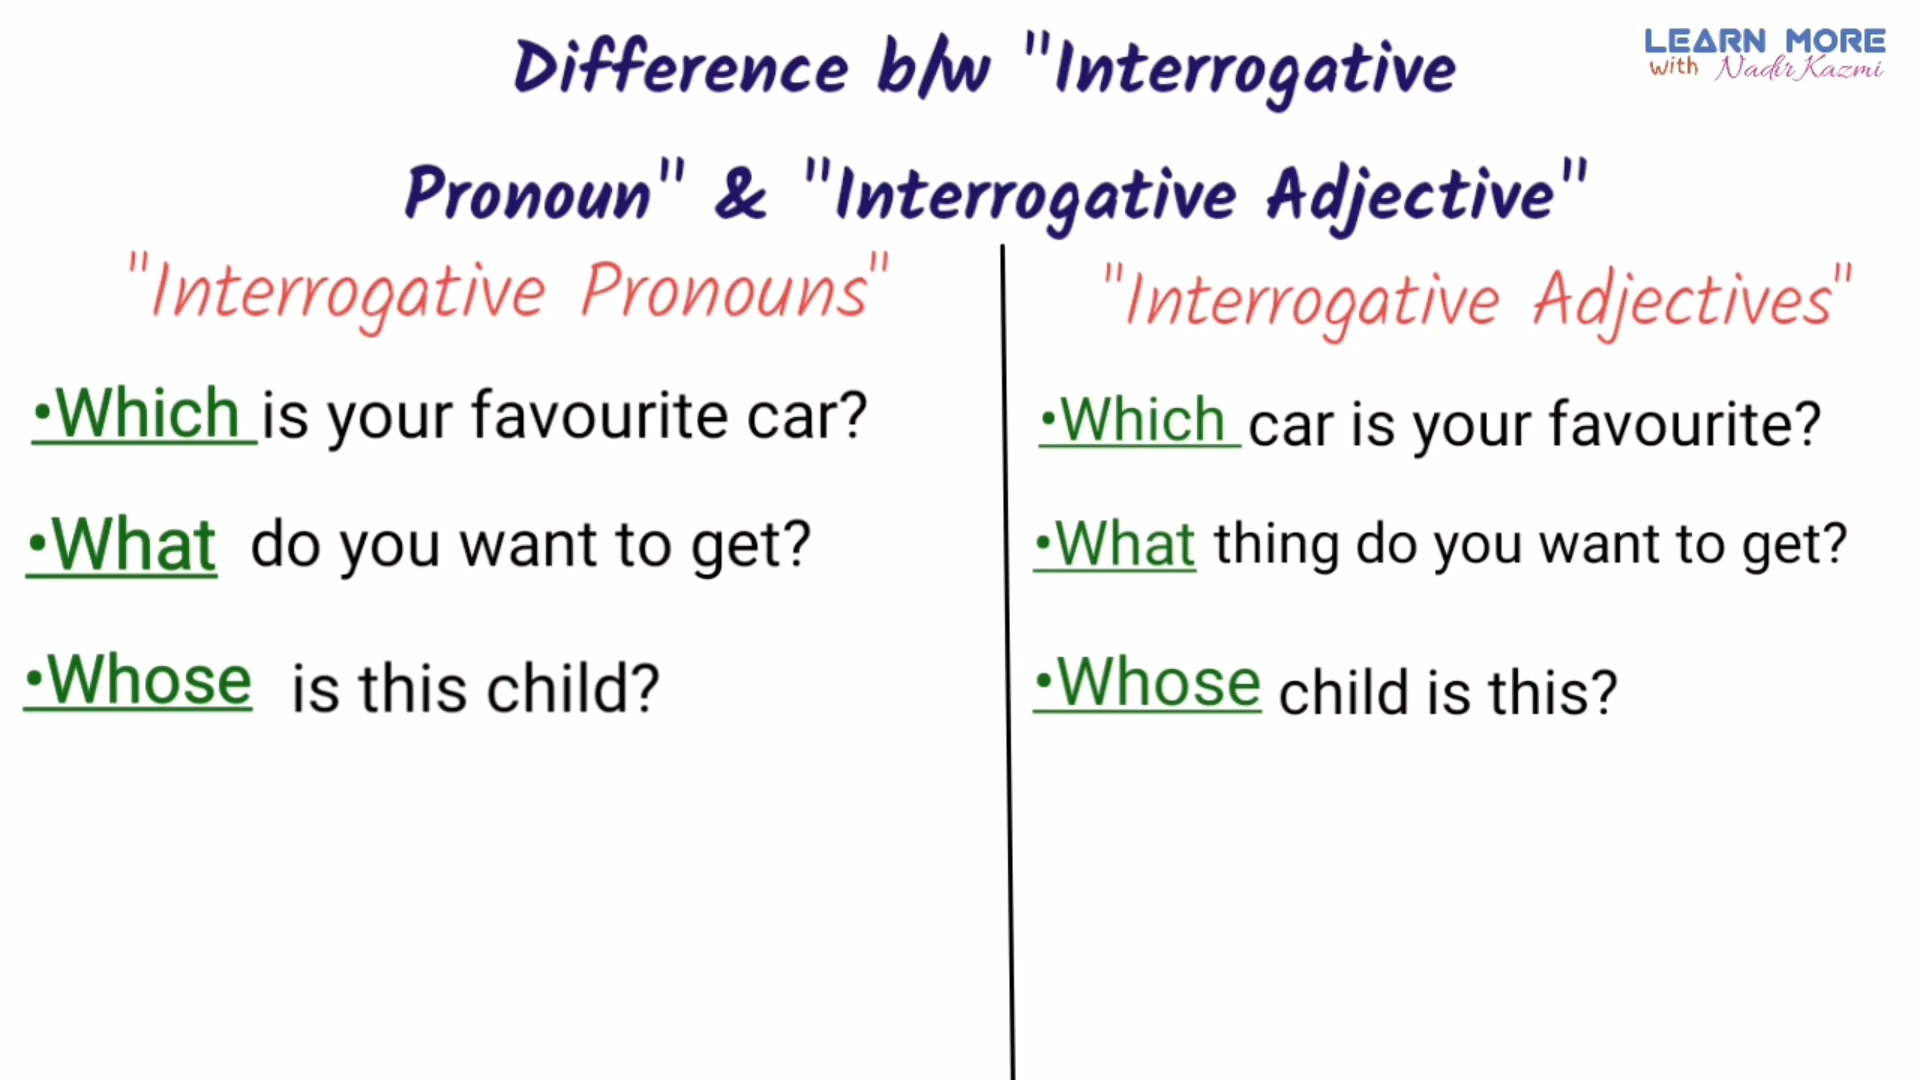 Difference b/w "Interrogative
Pronoun" & "Interrogative Adjective"
LEARN MORE
with Nadir Kazmi
"Interrogative Pronouns"
•Which is your favourite car?
•What do you want to get?
•Whose is this child?
"Interrogative Adjectives"
•Which car is your favourite?
•What thing do you want to get?
•Whose child is this?